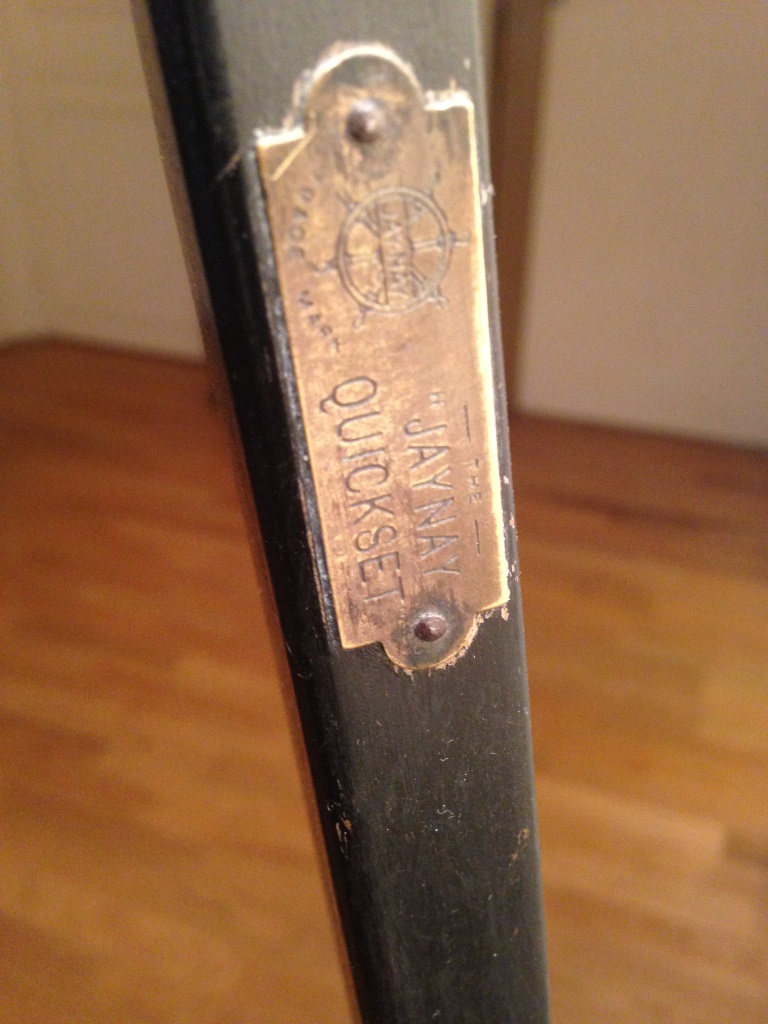 JAYNAY
TRADE MARK
— THE —
"JAYNAY
QUICKSET